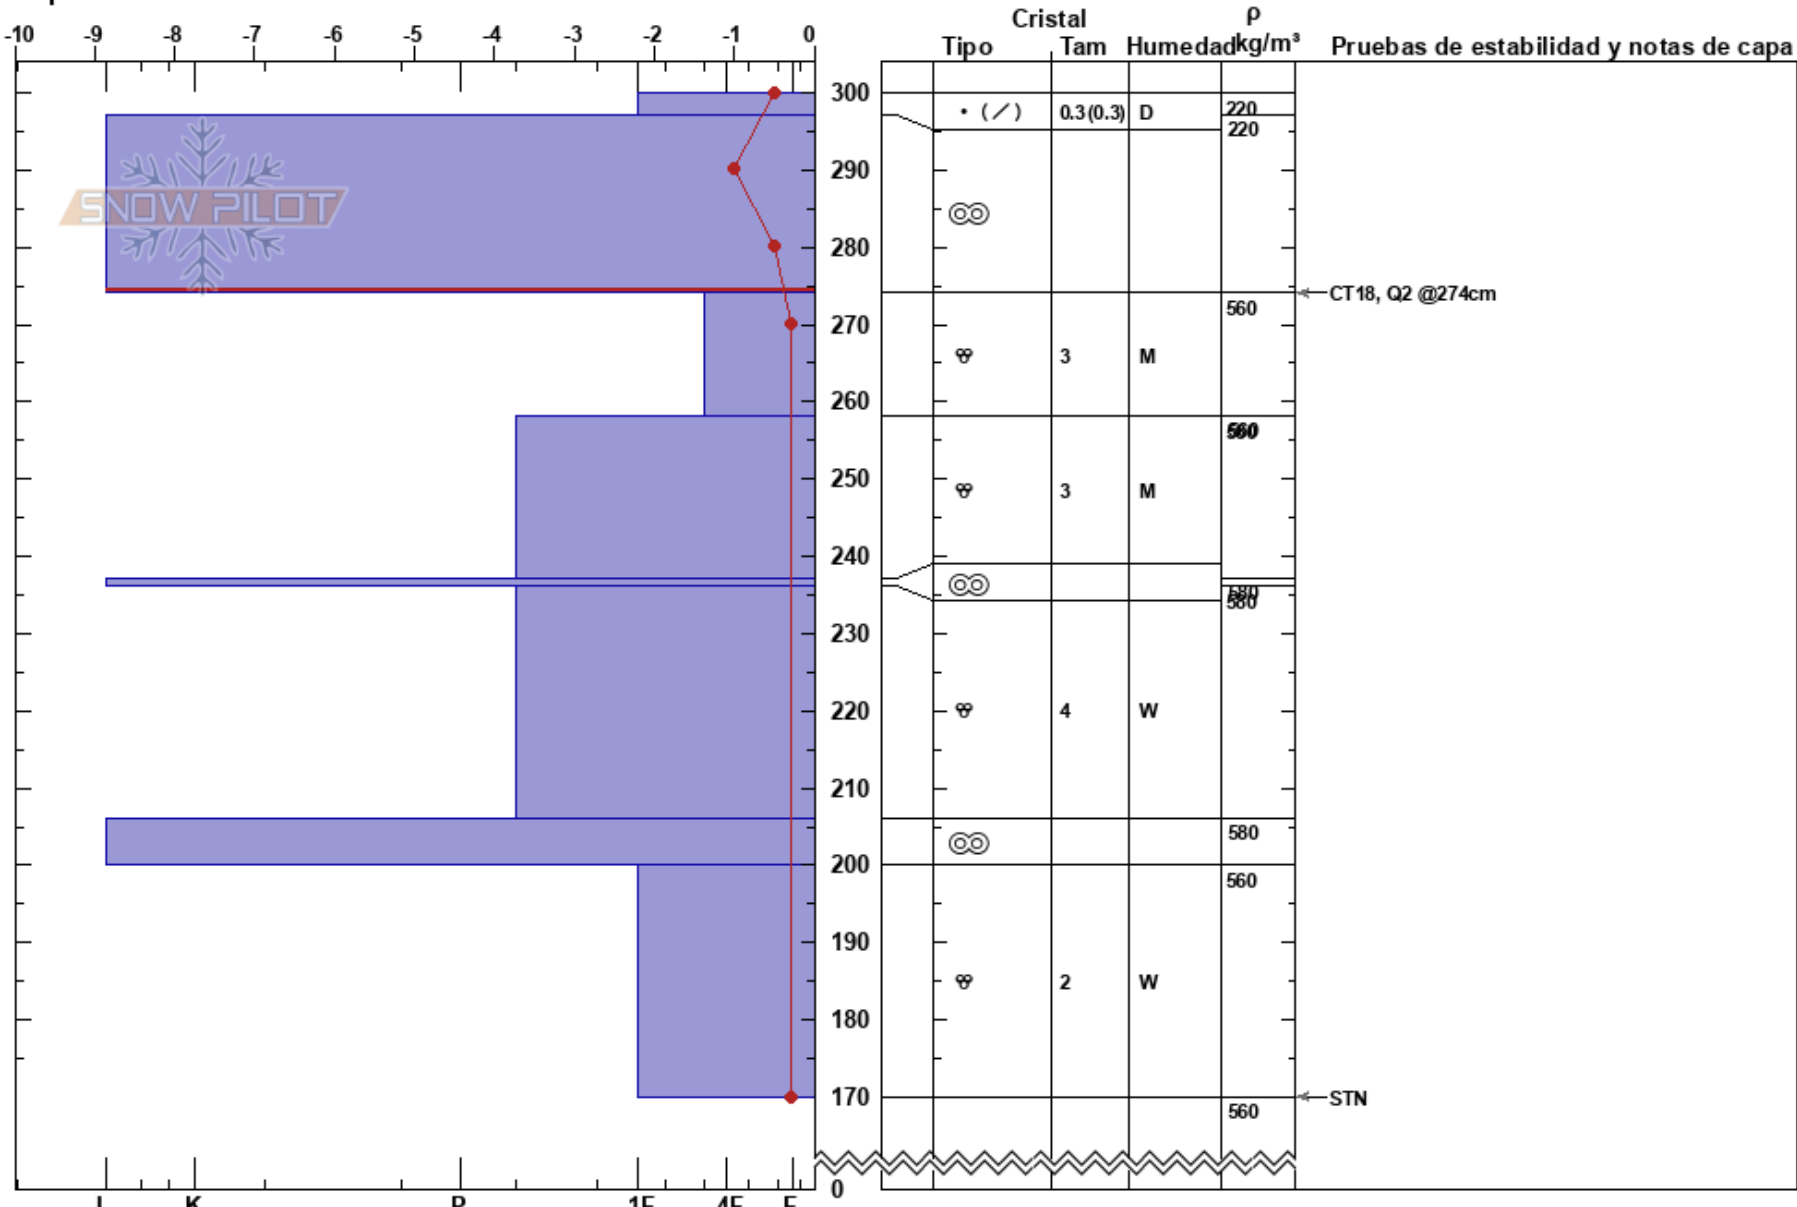 Cristal ρ
Tipo Tam Humedad kg/m³ Pruebas de estabilidad y notas de capa
-10 -9 -8 -7 -6 -5 -4 -3 -2 -1 0
300
• (/) 0.3(0.3) D 220
220
290
SNOW PILOT
280
CT18, Q2 @274cm
560
270
3 M
260
560
250
3 M
240
580
580
230
220
4 W
210
580
200
560
190
2 W
180
170
STN
560
0
I K P 1F 4F F